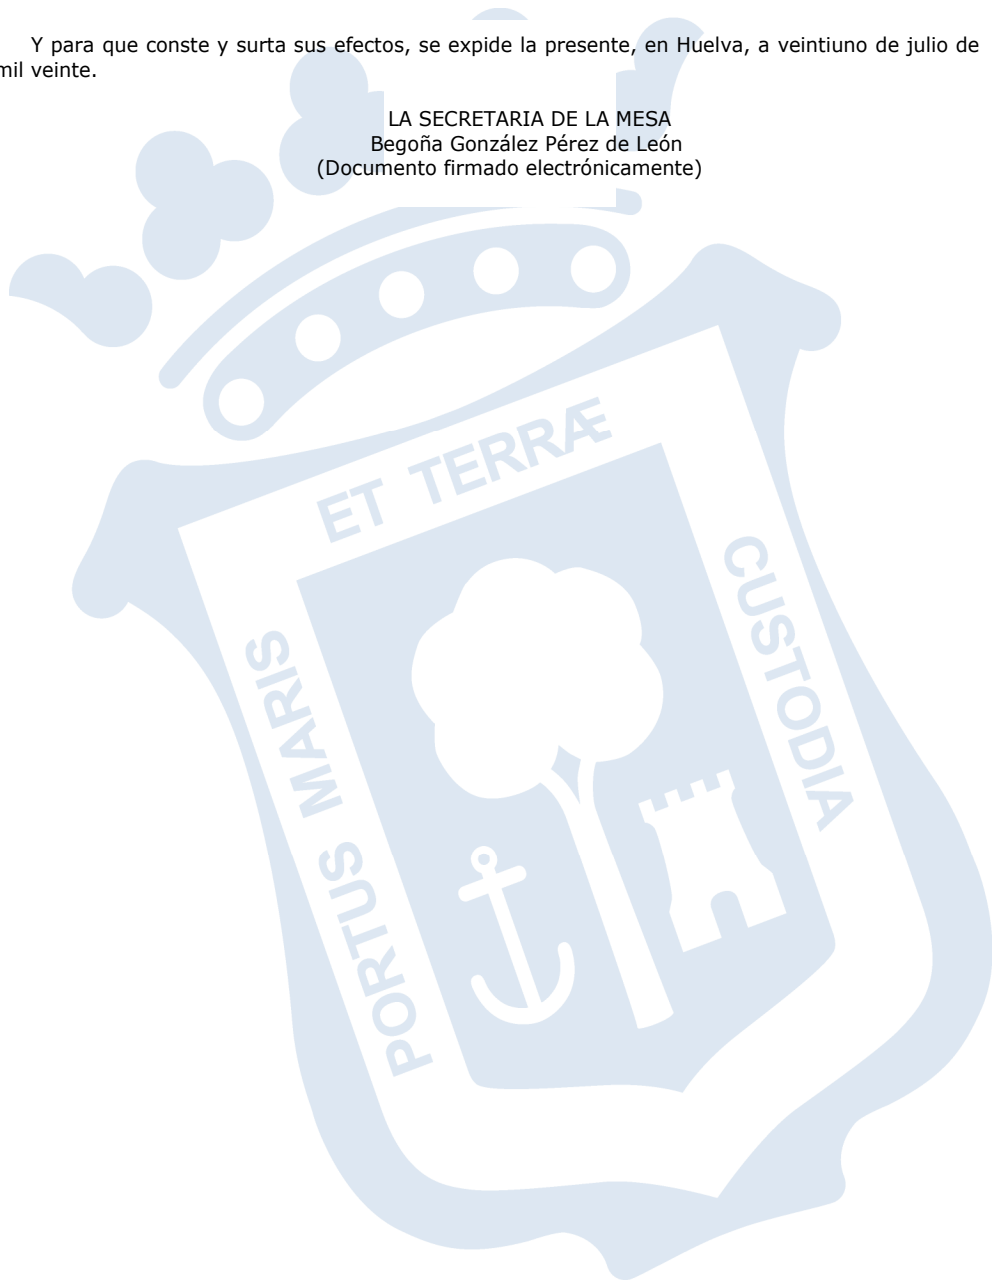 Y para que conste y surta sus efectos, se expide la presente, en Huelva, a veintiuno de julio de
mil veinte.
LA SECRETARIA DE LA MESA
Begoña González Pérez de León
(Documento firmado electrónicamente)
PORTUS MARIS
ET TERRÆ
CUSTODIA